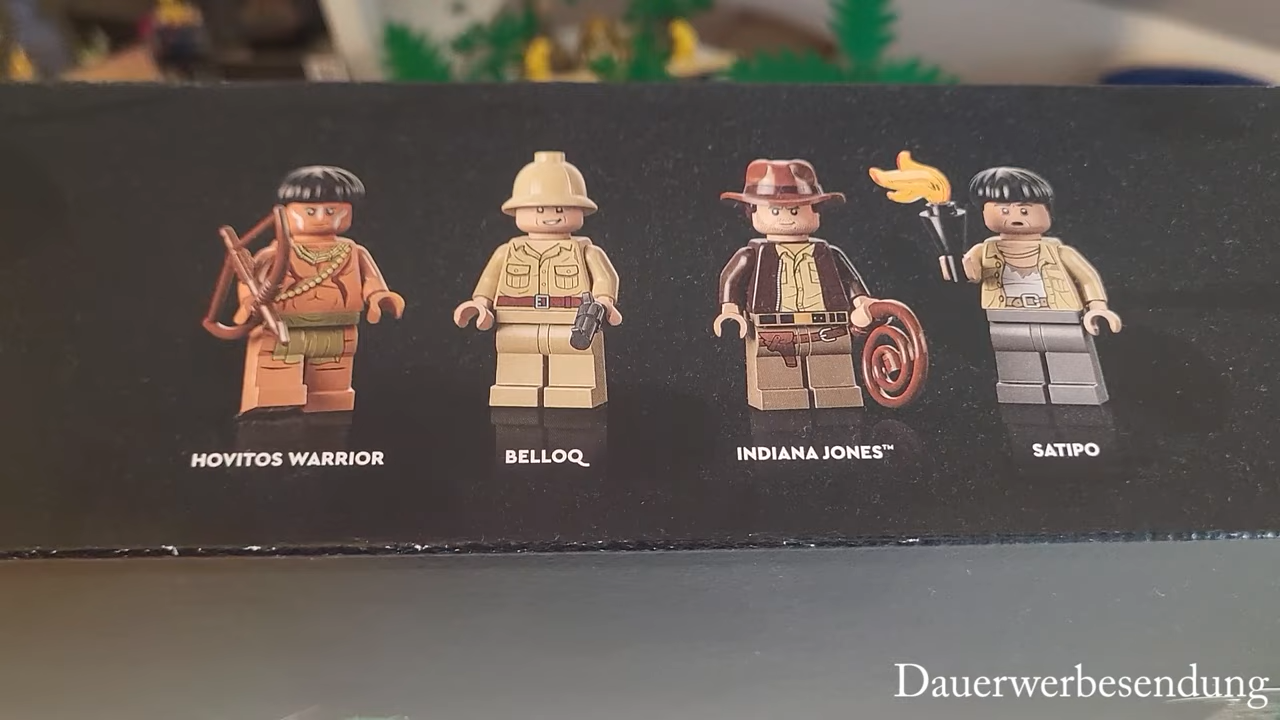 HOVITOS WARRIOR
BELLOQ
INDIANA JONES™
SATIPO
Dauerwerbesendung